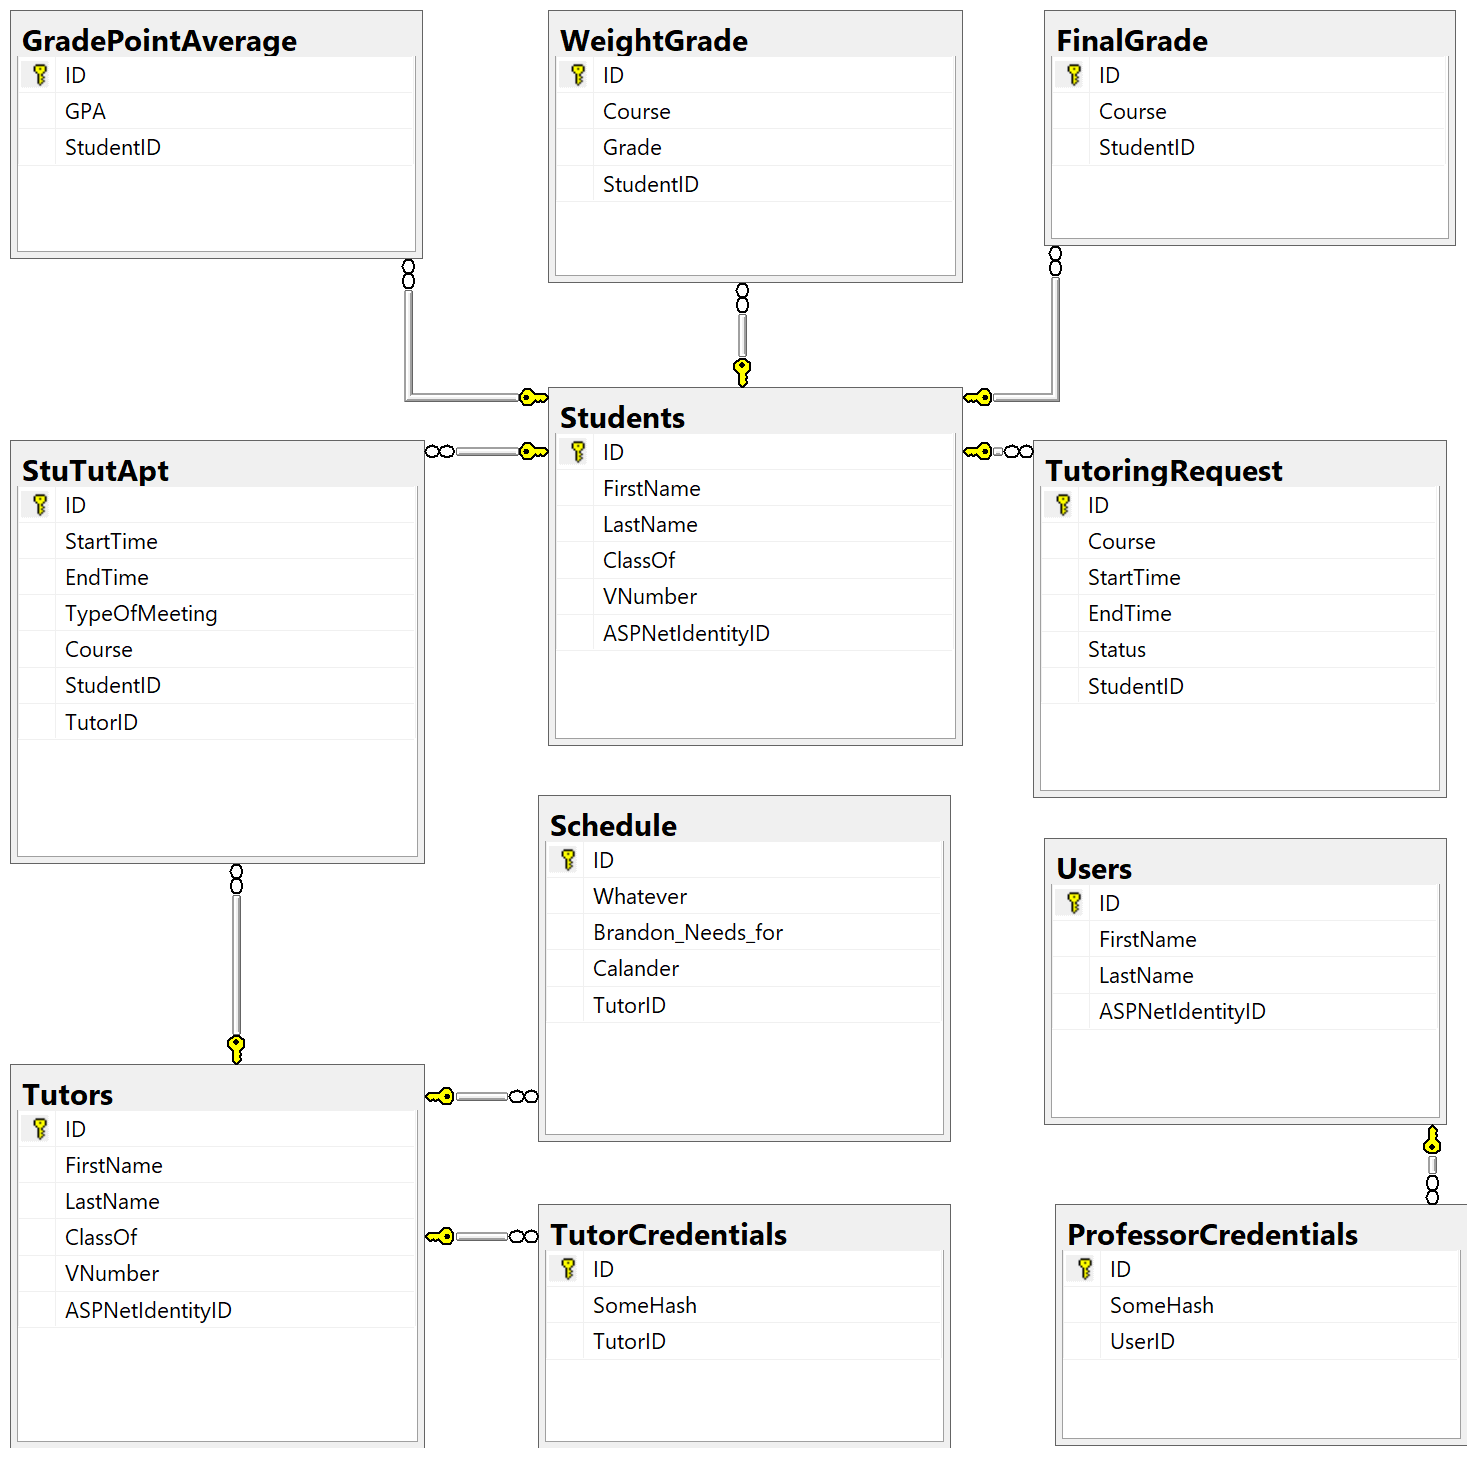 GradePointAverage
ID
GPA
StudentID
WeightGrade
ID
Course
Grade
StudentID
FinalGrade
ID
Course
StudentID
StuTutApt
ID
StartTime
EndTime
TypeOfMeeting
Course
StudentID
TutorID
Students
ID
FirstName
LastName
ClassOf
VNumber
ASPNetIdentityID
TutoringRequest
ID
Course
StartTime
EndTime
Status
StudentID
Schedule
ID
Whatever
Brandon_Needs_for
Calander
TutorID
Users
ID
FirstName
LastName
ASPNetIdentityID
Tutors
ID
FirstName
LastName
ClassOf
VNumber
ASPNetIdentityID
TutorCredentials
ID
SomeHash
TutorID
ProfessorCredentials
ID
SomeHash
UserID